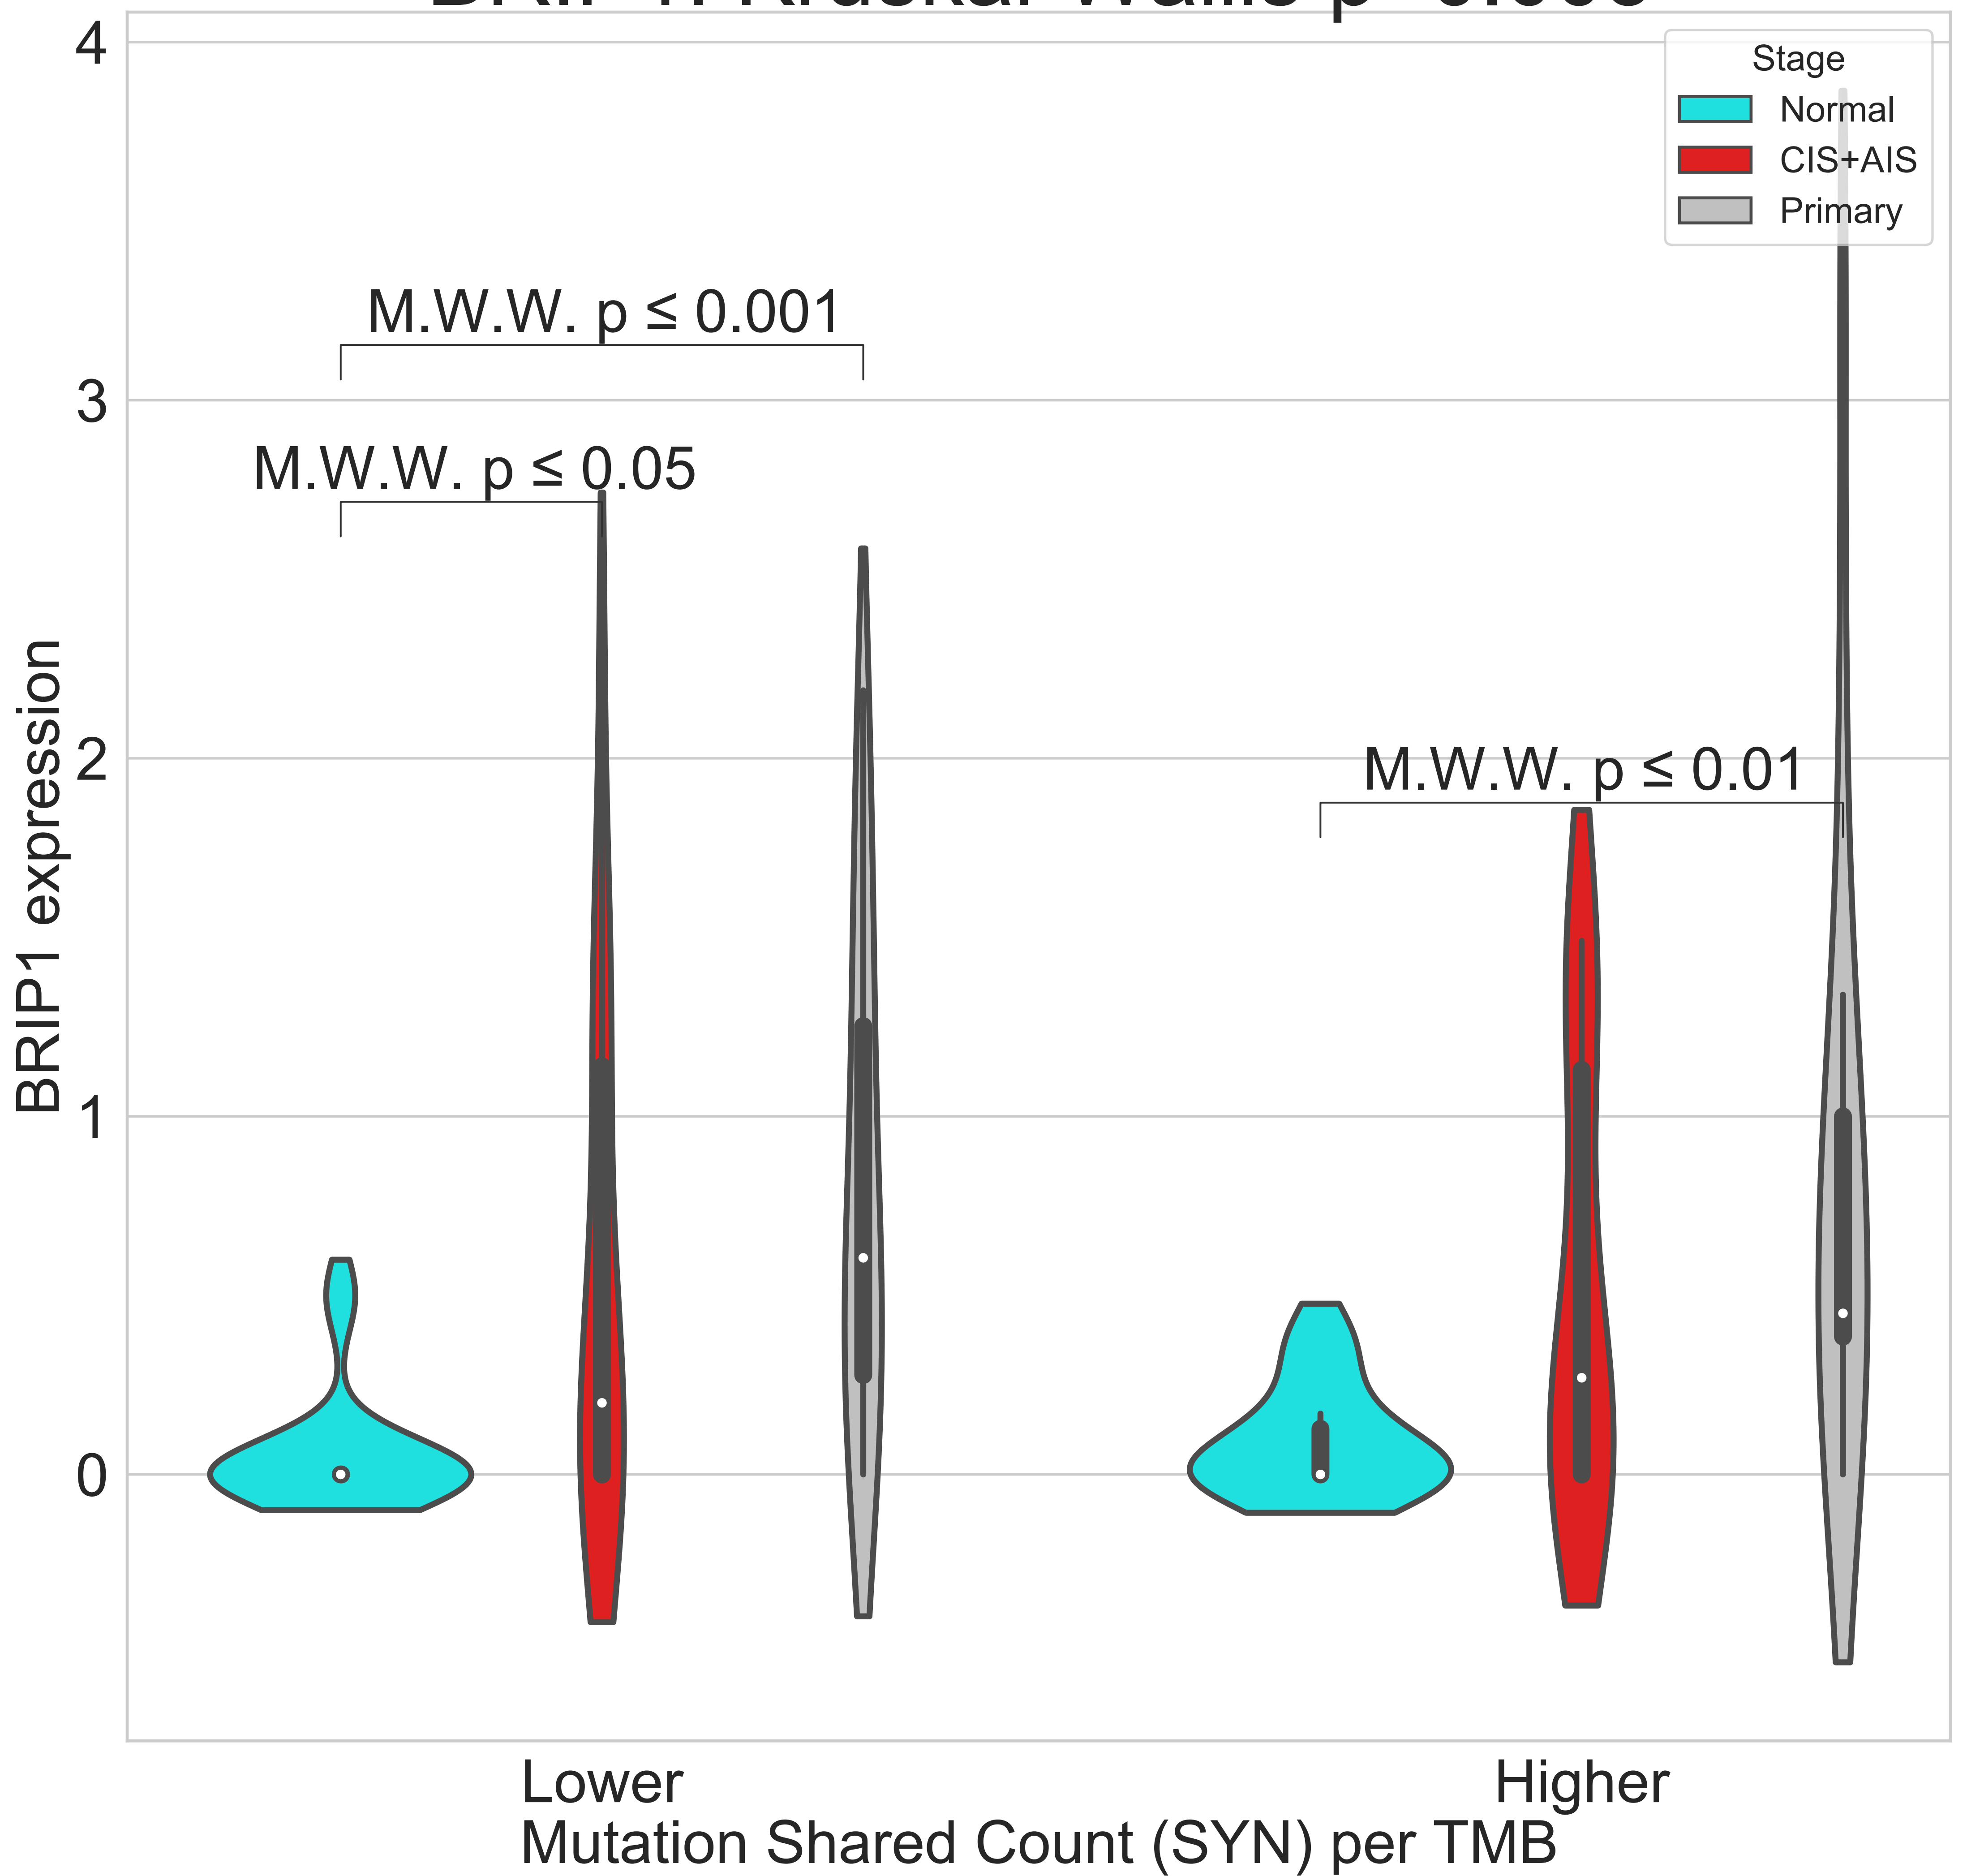 Stage
Normal
CIS+AIS
Primary
4
3
2
1
0
M.W.W. p ≤ 0.001
M.W.W. p ≤ 0.05
M.W.W. p ≤ 0.01
BRIP1 expression
Lower
Higher
Mutation Shared Count (SYN) per TMB